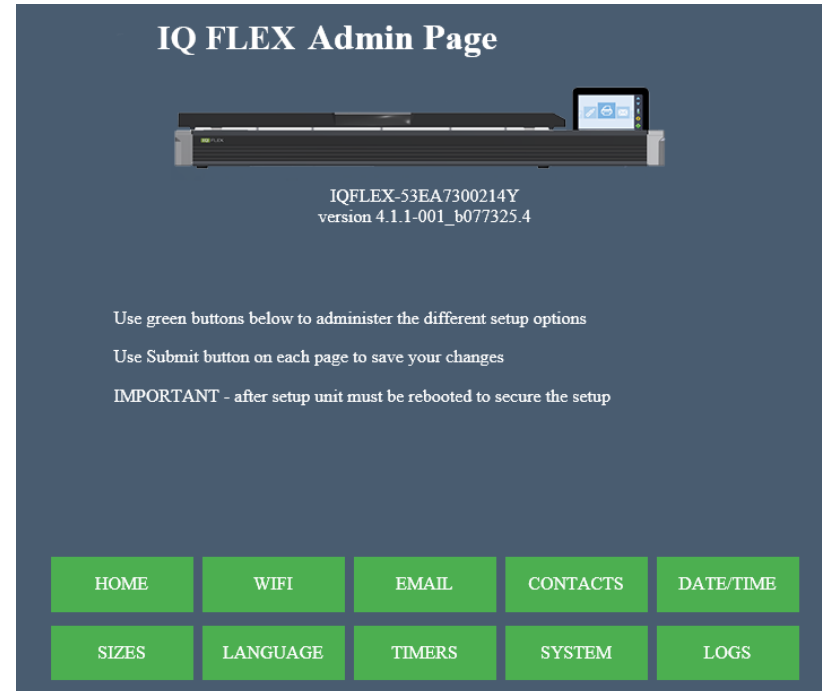 IQ FLEX Admin Page
IQFLEX-53EA7300214Y
version 4.1.1-001_b077325.4
Use green buttons below to administer the different setup options
Use Submit button on each page to save your changes
IMPORTANT - after setup unit must be rebooted to secure the setup
HOME WIFI EMAIL CONTACTS DATE/TIME
SIZES LANGUAGE TIMERS SYSTEM LOGS